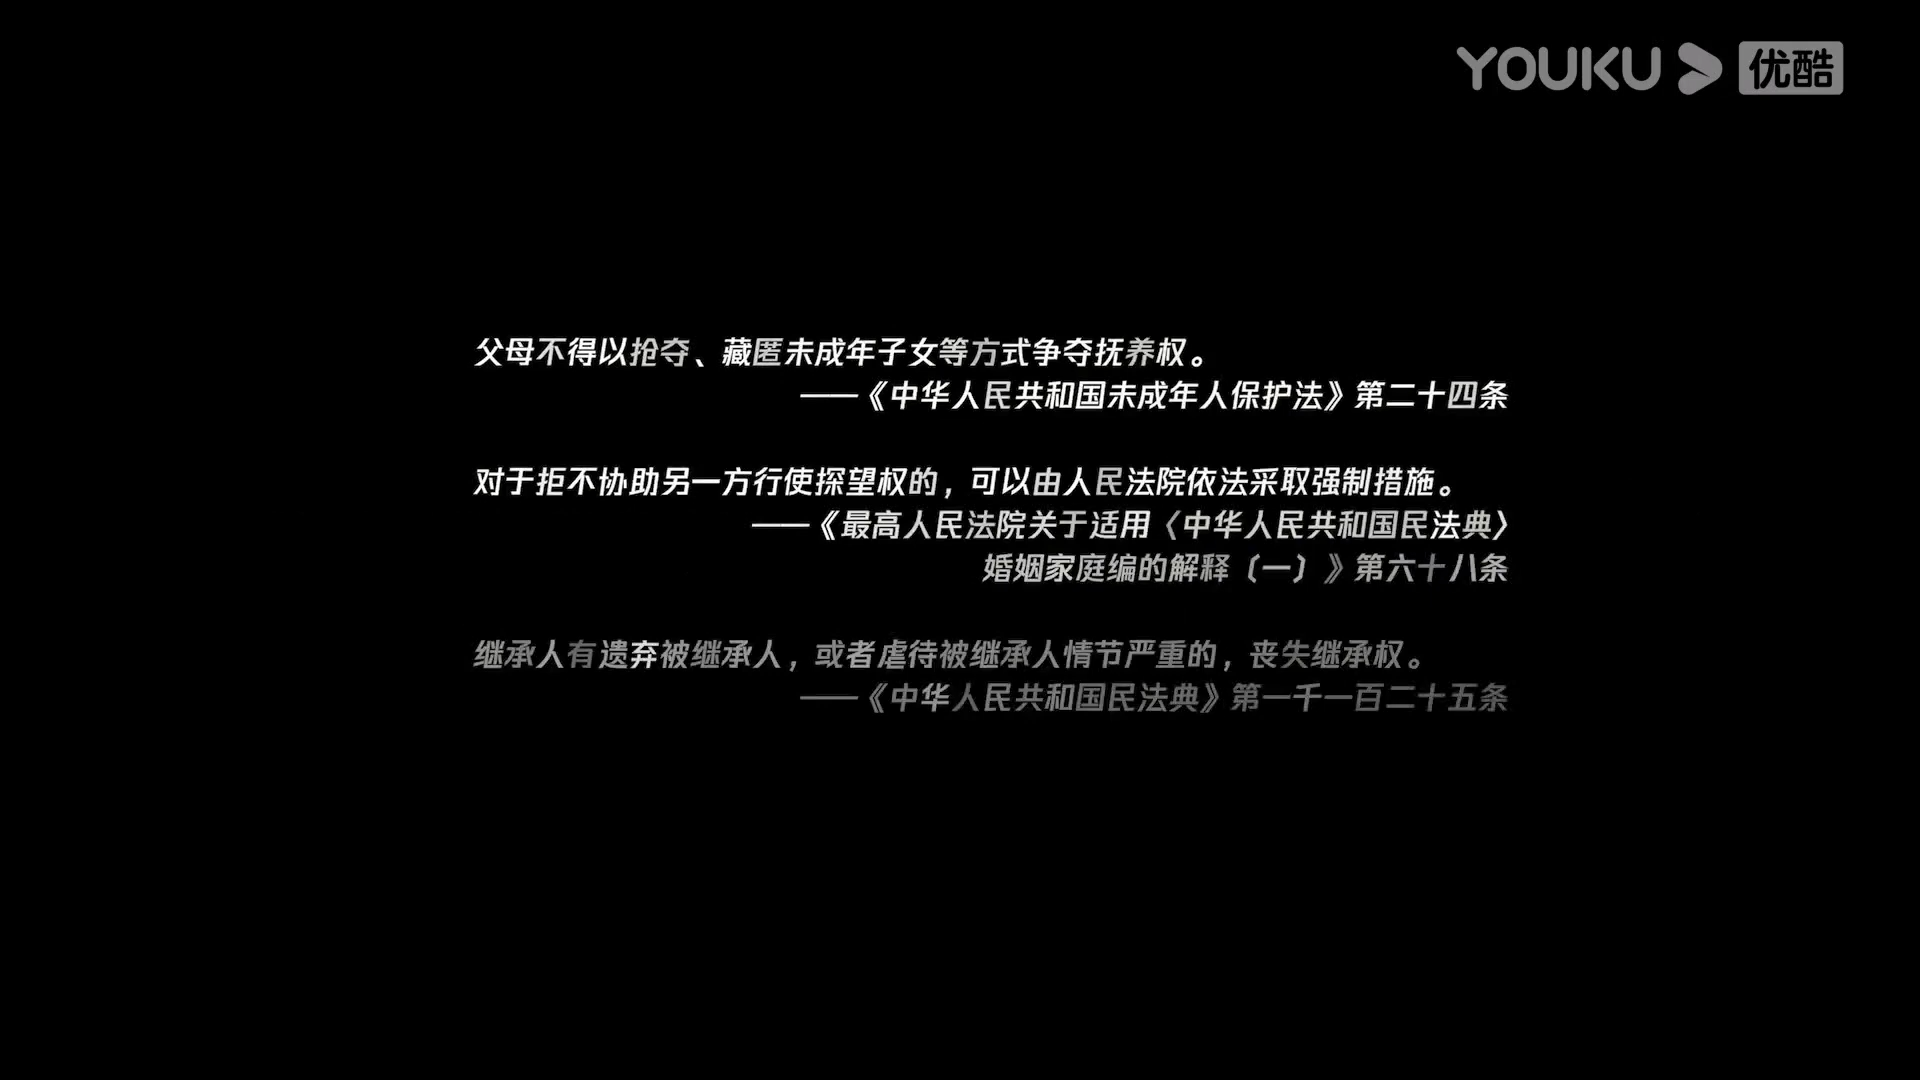 YOUKU 优酷
父母不得以抢夺、藏匿未成年子女等方式争夺抚养权。
——《中华人民共和国未成年人保护法》第二十四条
对于拒不协助另一方行使探望权的，可以由人民法院依法采取强制措施。
——《最高人民法院关于适用〈中华人民共和国民法典〉
婚姻家庭编的解释（一）》第六十八条
继承人有遗弃被继承人，或者虐待被继承人情节严重的，丧失继承权。
——《中华人民共和国民法典》第一千一百二十五条